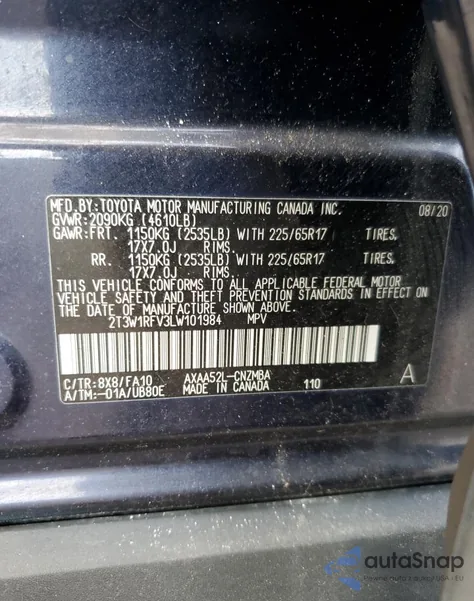 MFD.BY:TOYOTA MOTOR MANUFACTURING CANADA INC. 08/20
GVWR:2090KG (4610LB)
GAWR:FRT. 1150KG (2535LB) WITH 225/65R17 TIRES,
17X7.0J RIMS,
RR. 1150KG (2535LB) WITH 225/65R17 TIRES,
17X7.0J RIMS,
THIS VEHICLE CONFORMS TO ALL APPLICABLE FEDERAL MOTOR
VEHICLE SAFETY AND THEFT PREVENTION STANDARDS IN EFFECT ON
THE DATE OF MANUFACTURE SHOWN ABOVE.
2T3W1RFV3LW101984 MPV
C/TR:8X8/FA10 AXAA52L-CNZMBA
A/TM:-01A/UB80E MADE IN CANADA 110 A
autoSnap